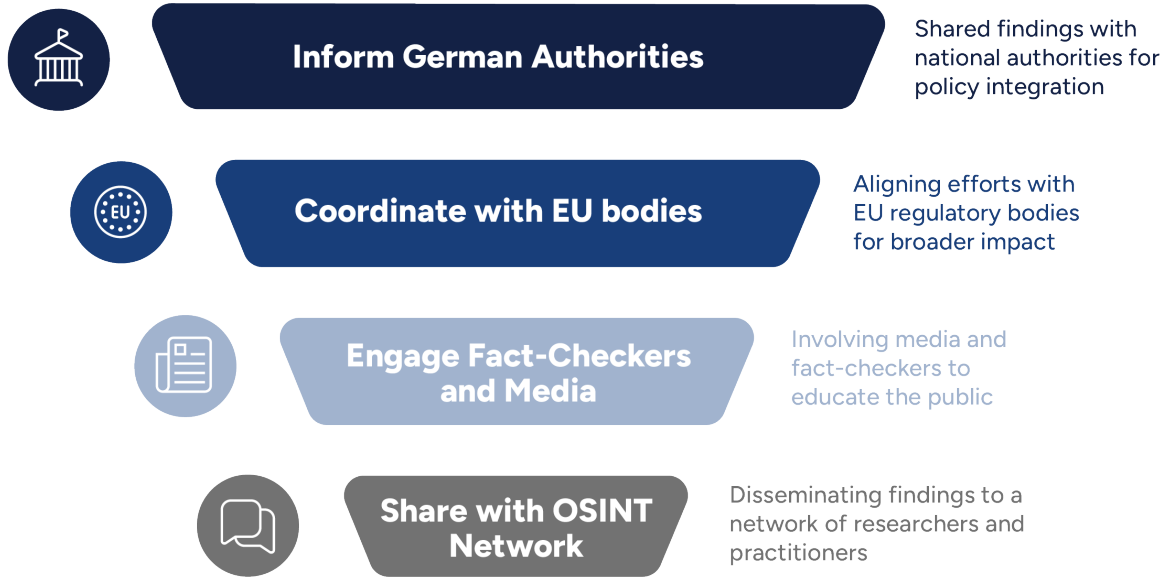 Inform German Authorities
Shared findings with
national authorities for
policy integration
EU
Coordinate with EU bodies
Aligning efforts with
EU regulatory bodies
for broader impact
Engage Fact-Checkers
and Media
Involving media and
fact-checkers to
educate the public
Share with OSINT
Network
Disseminating findings to a
network of researchers and
practitioners